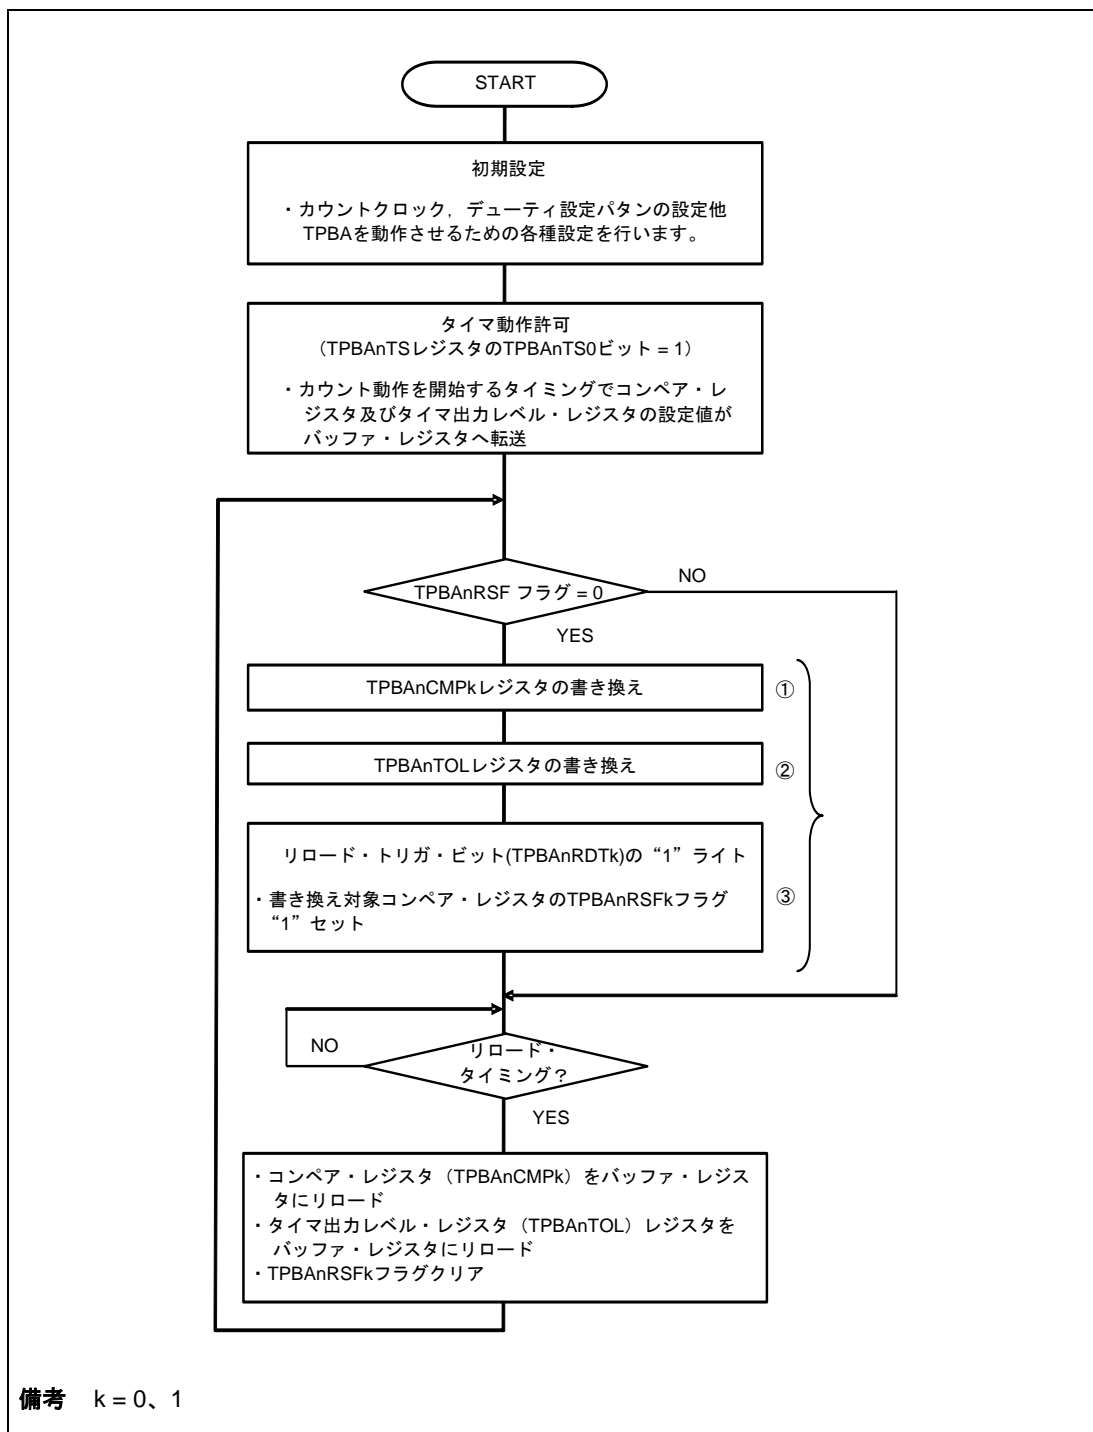 START
初期設定
・カウントクロック，デューティ設定パタンの設定他
TPBAを動作させるための各種設定を行います。
タイマ動作許可
（TPBAnTSレジスタのTPBAnTS0ビット = 1）
・カウント動作を開始するタイミングでコンペア・レ
ジスタ及びタイマ出力レベル・レジスタの設定値が
バッファ・レジスタへ転送
TPBAnRSF フラグ = 0
NO
YES
TPBAnCMPkレジスタの書き換え
①
TPBAnTOLレジスタの書き換え
②
リロード・トリガ・ビット(TPBAnRDTk)の“1”ライト
・書き換え対象コンペア・レジスタのTPBAnRSFkフラグ
“1”セット
③
NO
リロード・
タイミング？
YES
・コンペア・レジスタ（TPBAnCMPk）をバッファ・レジス
タにリロード
・タイマ出力レベル・レジスタ（TPBAnTOL）レジスタを
バッファ・レジスタにリロード
・TPBAnRSFkフラグクリア
備考 k = 0、1